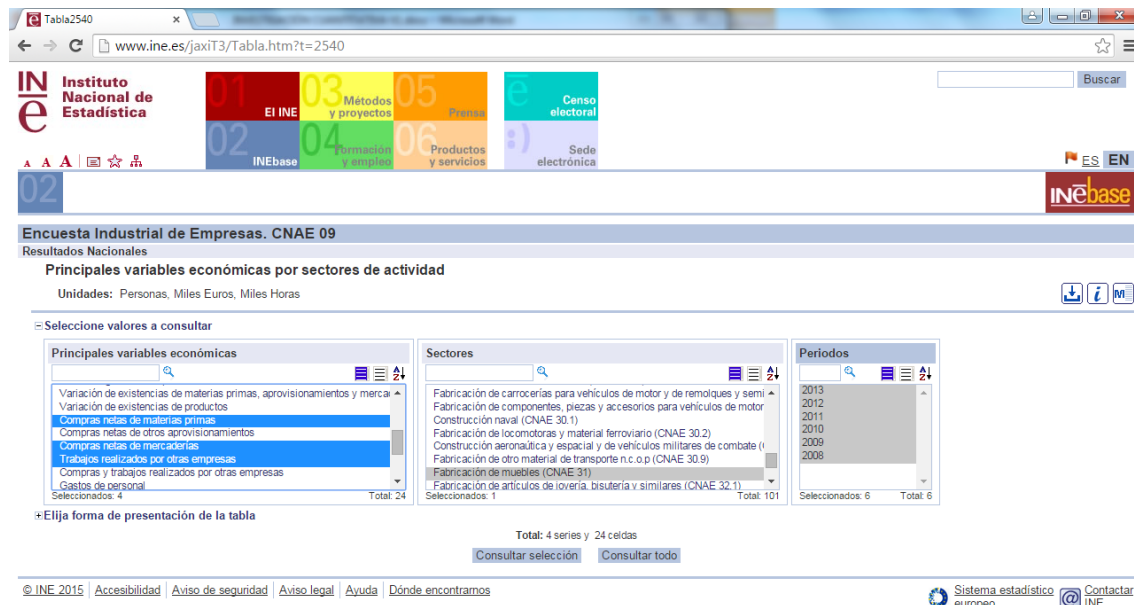 Tabla2540
www.ine.es/jaxiT3/Tabla.htm?t=2540
INe Instituto Nacional de Estadística
01 El INE
03 Métodos y proyectos
05 Prensa
Censo electoral
Buscar
02 INEbase
04 Formación y empleo
06 Productos y servicios
:) Sede electrónica
A A A
ES EN
02
INēbase
Encuesta Industrial de Empresas. CNAE 09
Resultados Nacionales
Principales variables económicas por sectores de actividad
Unidades: Personas, Miles Euros, Miles Horas
Seleccione valores a consultar
Principales variables económicas
Variación de existencias de materias primas, aprovisionamientos y merca
Variación de existencias de productos
Compras netas de materias primas
Compras netas de otros aprovisionamientos
Compras netas de mercaderías
Trabajos realizados por otras empresas
Compras y trabajos realizados por otras empresas
Gastos de personal
Seleccionados: 4 Total: 24
Sectores
Fabricación de carrocerías para vehículos de motor y de remolques y semi
Fabricación de componentes, piezas y accesorios para vehículos de motor
Construcción naval (CNAE 30.1)
Fabricación de locomotoras y material ferroviario (CNAE 30.2)
Construcción aeronaútica y espacial y de vehículos militares de combate (
Fabricación de otro material de transporte n.c.o.p (CNAE 30.9)
Fabricación de muebles (CNAE 31)
Fabricación de artículos de joyería, bisutería y similares (CNAE 32.1)
Seleccionados: 1 Total: 101
Periodos
2013
2012
2011
2010
2009
2008
Seleccionados: 6 Total: 6
Elija forma de presentación de la tabla
Total: 4 series y 24 celdas
Consultar selección Consultar todo
© INE 2015 Accesibilidad Aviso de seguridad Aviso legal Ayuda Dónde encontrarnos
Sistema estadístico europeo
Contactar INE